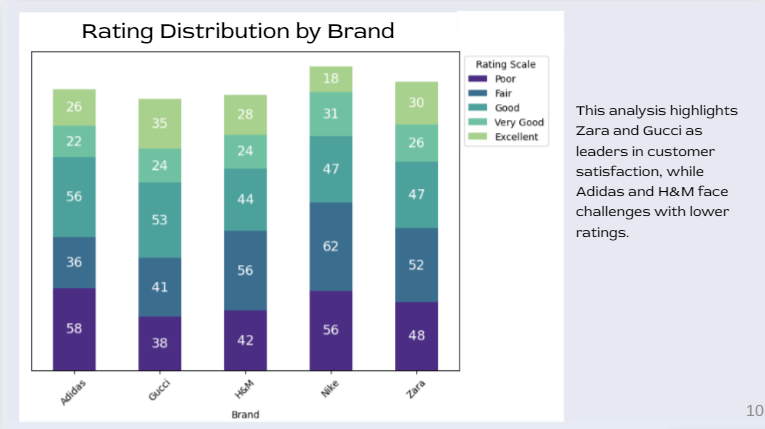 Rating Distribution by Brand
Rating Scale
Poor
Fair
Good
Very Good
Excellent
26
22
56
36
58
35
24
53
41
38
28
24
44
56
42
18
31
47
62
56
30
26
47
52
48
Adidas
Gucci
H&M
Nike
Zara
Brand
This analysis highlights
Zara and Gucci as
leaders in customer
satisfaction, while
Adidas and H&M face
challenges with lower
ratings.
10